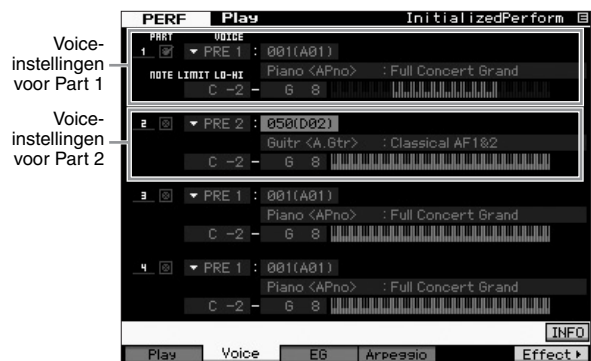 PERF Play InitializedPerform
PART VOICE
1 PRE 1 : 001(A01)
Piano <APno> : Full Concert Grand
NOTE LIMIT LO-HI
C -2 - G 8
Voice-
instellingen
voor Part 1
2 PRE 2 : 050(D02)
Guitr <A.Gtr> : Classical AF1&2
C -2 - G 8
Voice-
instellingen
voor Part 2
3 PRE 1 : 001(A01)
Piano <APno> : Full Concert Grand
C -2 - G 8
4 PRE 1 : 001(A01)
Piano <APno> : Full Concert Grand
C -2 - G 8
INFO
Play Voice EG Arpeggio Effect